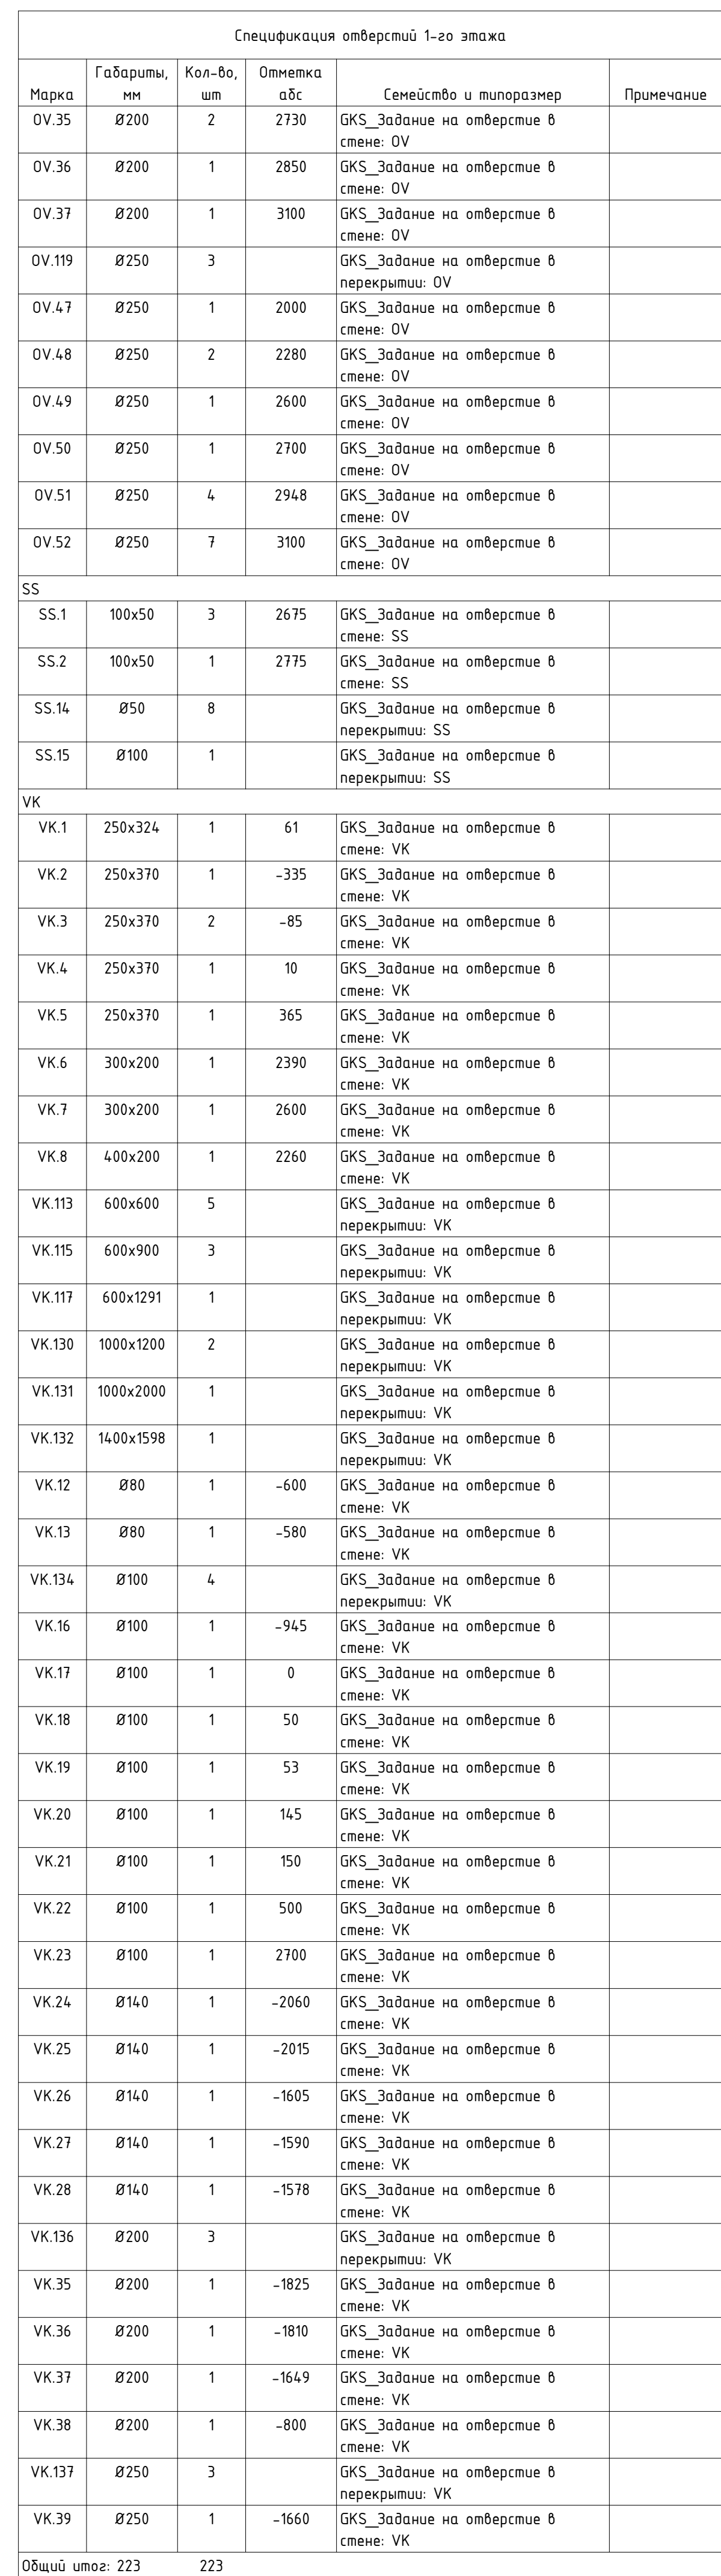 Спецификация отверстий 1-го этажа
Марка Габариты, мм Кол-во, шт Отметка абс Семейство и типоразмер Примечание
OV.35 Ø200 2 2730 GKS_Задание на отверстие в
стене: OV
OV.36 Ø200 1 2850 GKS_Задание на отверстие в
стене: OV
OV.37 Ø200 1 3100 GKS_Задание на отверстие в
стене: OV
OV.119 Ø250 3 GKS_Задание на отверстие в
перекрытии: OV
OV.47 Ø250 1 2000 GKS_Задание на отверстие в
стене: OV
OV.48 Ø250 2 2280 GKS_Задание на отверстие в
стене: OV
OV.49 Ø250 1 2600 GKS_Задание на отверстие в
стене: OV
OV.50 Ø250 1 2700 GKS_Задание на отверстие в
стене: OV
OV.51 Ø250 4 2948 GKS_Задание на отверстие в
стене: OV
OV.52 Ø250 7 3100 GKS_Задание на отверстие в
стене: OV
SS
SS.1 100x50 3 2675 GKS_Задание на отверстие в
стене: SS
SS.2 100x50 1 2775 GKS_Задание на отверстие в
стене: SS
SS.14 Ø50 8 GKS_Задание на отверстие в
перекрытии: SS
SS.15 Ø100 1 GKS_Задание на отверстие в
перекрытии: SS
VK
VK.1 250x324 1 61 GKS_Задание на отверстие в
стене: VK
VK.2 250x370 1 -335 GKS_Задание на отверстие в
стене: VK
VK.3 250x370 2 -85 GKS_Задание на отверстие в
стене: VK
VK.4 250x370 1 10 GKS_Задание на отверстие в
стене: VK
VK.5 250x370 1 365 GKS_Задание на отверстие в
стене: VK
VK.6 300x200 1 2390 GKS_Задание на отверстие в
стене: VK
VK.7 300x200 1 2600 GKS_Задание на отверстие в
стене: VK
VK.8 400x200 1 2260 GKS_Задание на отверстие в
стене: VK
VK.113 600x600 5 GKS_Задание на отверстие в
перекрытии: VK
VK.115 600x900 3 GKS_Задание на отверстие в
перекрытии: VK
VK.117 600x1291 1 GKS_Задание на отверстие в
перекрытии: VK
VK.130 1000x1200 2 GKS_Задание на отверстие в
перекрытии: VK
VK.131 1000x2000 1 GKS_Задание на отверстие в
перекрытии: VK
VK.132 1400x1598 1 GKS_Задание на отверстие в
перекрытии: VK
VK.12 Ø80 1 -600 GKS_Задание на отверстие в
стене: VK
VK.13 Ø80 1 -580 GKS_Задание на отверстие в
стене: VK
VK.134 Ø100 4 GKS_Задание на отверстие в
перекрытии: VK
VK.16 Ø100 1 -945 GKS_Задание на отверстие в
стене: VK
VK.17 Ø100 1 0 GKS_Задание на отверстие в
стене: VK
VK.18 Ø100 1 50 GKS_Задание на отверстие в
стене: VK
VK.19 Ø100 1 53 GKS_Задание на отверстие в
стене: VK
VK.20 Ø100 1 145 GKS_Задание на отверстие в
стене: VK
VK.21 Ø100 1 150 GKS_Задание на отверстие в
стене: VK
VK.22 Ø100 1 500 GKS_Задание на отверстие в
стене: VK
VK.23 Ø100 1 2700 GKS_Задание на отверстие в
стене: VK
VK.24 Ø140 1 -2060 GKS_Задание на отверстие в
стене: VK
VK.25 Ø140 1 -2015 GKS_Задание на отверстие в
стене: VK
VK.26 Ø140 1 -1605 GKS_Задание на отверстие в
стене: VK
VK.27 Ø140 1 -1590 GKS_Задание на отверстие в
стене: VK
VK.28 Ø140 1 -1578 GKS_Задание на отверстие в
стене: VK
VK.136 Ø200 3 GKS_Задание на отверстие в
перекрытии: VK
VK.35 Ø200 1 -1825 GKS_Задание на отверстие в
стене: VK
VK.36 Ø200 1 -1810 GKS_Задание на отверстие в
стене: VK
VK.37 Ø200 1 -1649 GKS_Задание на отверстие в
стене: VK
VK.38 Ø200 1 -800 GKS_Задание на отверстие в
стене: VK
VK.137 Ø250 3 GKS_Задание на отверстие в
перекрытии: VK
VK.39 Ø250 1 -1660 GKS_Задание на отверстие в
стене: VK
Общий итог: 223 223